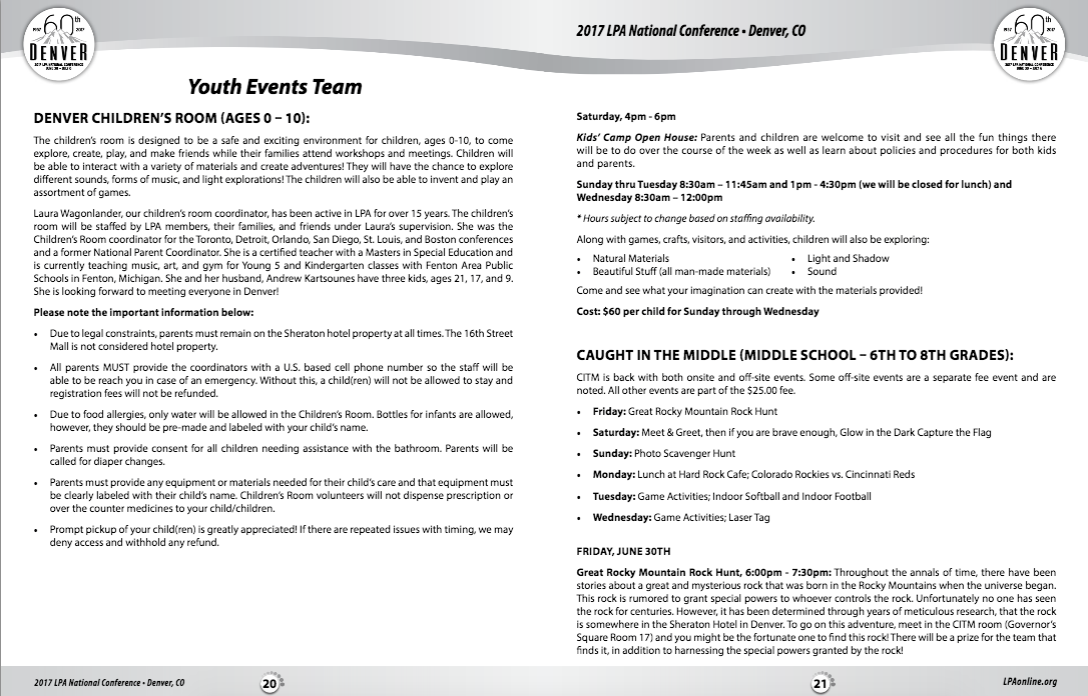 60th
1957 2017
DENVER
2017 LPA NATIONAL CONFERENCE
Youth Events Team
DENVER CHILDREN'S ROOM (AGES 0 – 10):
The children's room is designed to be a safe and exciting environment for children, ages 0-10, to come
explore, create, play, and make friends while their families attend workshops and meetings. Children will
be able to interact with a variety of materials and create adventures! They will have the chance to explore
different sounds, forms of music, and light explorations! The children will also be able to invent and play an
assortment of games.
Laura Wagonlander, our children's room coordinator, has been active in LPA for over 15 years. The children's
room will be staffed by LPA members, their families, and friends under Laura's supervision. She was the
Children's Room coordinator for the Toronto, Detroit, Orlando, San Diego, St. Louis, and Boston conferences
and a former National Parent Coordinator. She is a certified teacher with a Masters in Special Education and
is currently teaching music, art, and gym for Young 5 and Kindergarten classes with Fenton Area Public
Schools in Fenton, Michigan. She and her husband, Andrew Kartsounes have three kids, ages 21, 17, and 9.
She is looking forward to meeting everyone in Denver!
Please note the important information below:
• Due to legal constraints, parents must remain on the Sheraton hotel property at all times. The 16th Street
Mall is not considered hotel property.
• All parents MUST provide the coordinators with a U.S. based cell phone number so the staff will be
able to be reach you in case of an emergency. Without this, a child(ren) will not be allowed to stay and
registration fees will not be refunded.
• Due to food allergies, only water will be allowed in the Children's Room. Bottles for infants are allowed,
however, they should be pre-made and labeled with your child's name.
• Parents must provide consent for all children needing assistance with the bathroom. Parents will be
called for diaper changes.
• Parents must provide any equipment or materials needed for their child's care and that equipment must
be clearly labeled with their child's name. Children's Room volunteers will not dispense prescription or
over the counter medicines to your child/children.
• Prompt pickup of your child(ren) is greatly appreciated! If there are repeated issues with timing, we may
deny access and withhold any refund.
2017 LPA National Conference • Denver, CO
20
2017 LPA National Conference • Denver, CO
60th
1957 2017
DENVER
2017 LPA NATIONAL CONFERENCE
Saturday, 4pm - 6pm
Kids' Camp Open House: Parents and children are welcome to visit and see all the fun things there
will be to do over the course of the week as well as learn about policies and procedures for both kids
and parents.
Sunday thru Tuesday 8:30am – 11:45am and 1pm - 4:30pm (we will be closed for lunch) and
Wednesday 8:30am – 12:00pm
* Hours subject to change based on staffing availability.
Along with games, crafts, visitors, and activities, children will also be exploring:
• Natural Materials • Light and Shadow
• Beautiful Stuff (all man-made materials) • Sound
Come and see what your imagination can create with the materials provided!
Cost: $60 per child for Sunday through Wednesday
CAUGHT IN THE MIDDLE (MIDDLE SCHOOL – 6TH TO 8TH GRADES):
CITM is back with both onsite and off-site events. Some off-site events are a separate fee event and are
noted. All other events are part of the $25.00 fee.
• Friday: Great Rocky Mountain Rock Hunt
• Saturday: Meet & Greet, then if you are brave enough, Glow in the Dark Capture the Flag
• Sunday: Photo Scavenger Hunt
• Monday: Lunch at Hard Rock Cafe; Colorado Rockies vs. Cincinnati Reds
• Tuesday: Game Activities; Indoor Softball and Indoor Football
• Wednesday: Game Activities; Laser Tag
FRIDAY, JUNE 30TH
Great Rocky Mountain Rock Hunt, 6:00pm - 7:30pm: Throughout the annals of time, there have been
stories about a great and mysterious rock that was born in the Rocky Mountains when the universe began.
This rock is rumored to grant special powers to whoever controls the rock. Unfortunately no one has seen
the rock for centuries. However, it has been determined through years of meticulous research, that the rock
is somewhere in the Sheraton Hotel in Denver. To go on this adventure, meet in the CITM room (Governor's
Square Room 17) and you might be the fortunate one to find this rock! There will be a prize for the team that
finds it, in addition to harnessing the special powers granted by the rock!
21
LPAonline.org